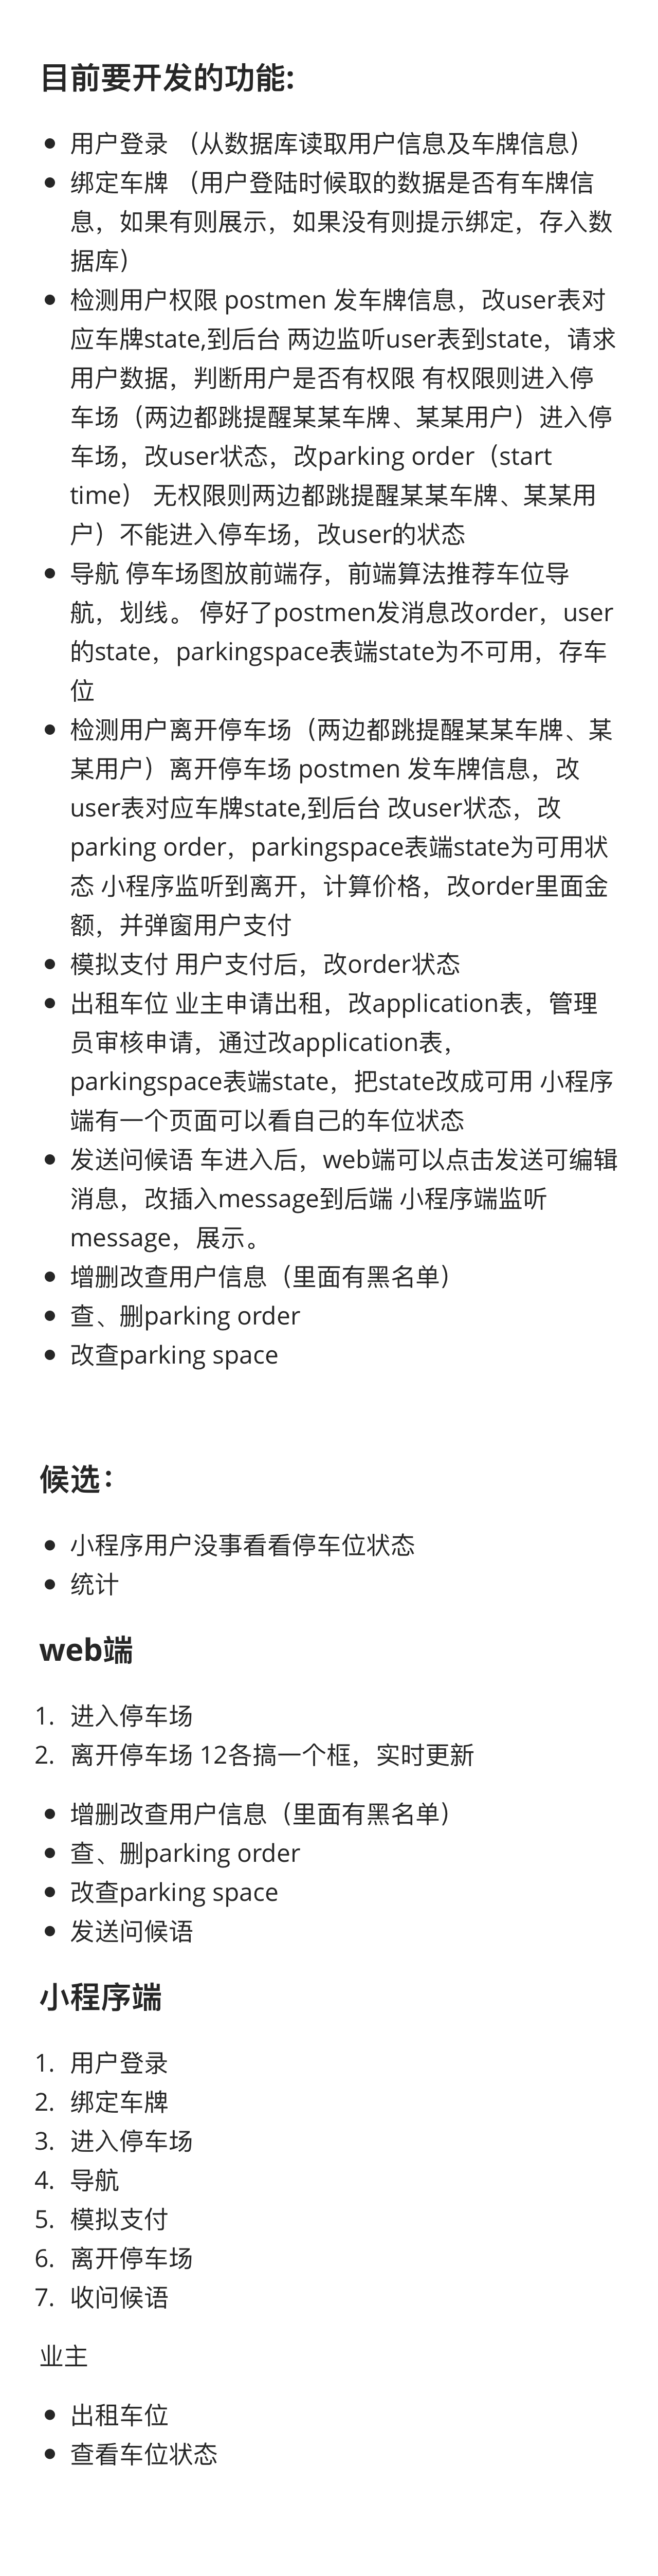 目前要开发的功能:
● 用户登录 （从数据库读取用户信息及车牌信息）
● 绑定车牌 （用户登陆时候取的数据是否有车牌信
息，如果有则展示，如果没有则提示绑定，存入数
据库）
● 检测用户权限 postmen 发车牌信息，改user表对
应车牌state,到后台 两边监听user表到state，请求
用户数据，判断用户是否有权限 有权限则进入停
车场（两边都跳提醒某某车牌、某某用户）进入停
车场，改user状态，改parking order（start
time） 无权限则两边都跳提醒某某车牌、某某用
户）不能进入停车场，改user的状态
● 导航 停车场图放前端存，前端算法推荐车位导
航，划线。 停好了postmen发消息改order，user
的state，parkingspace表端state为不可用，存车
位
● 检测用户离开停车场（两边都跳提醒某某车牌、某
某用户）离开停车场 postmen 发车牌信息，改
user表对应车牌state,到后台 改user状态，改
parking order，parkingspace表端state为可用状
态 小程序监听到离开，计算价格，改order里面金
额，并弹窗用户支付
● 模拟支付 用户支付后，改order状态
● 出租车位 业主申请出租，改application表，管理
员审核申请，通过改application表，
parkingspace表端state，把state改成可用 小程序
端有一个页面可以看自己的车位状态
● 发送问候语 车进入后，web端可以点击发送可编辑
消息，改插入message到后端 小程序端监听
message，展示。
● 增删改查用户信息（里面有黑名单）
● 查、删parking order
● 改查parking space
候选：
● 小程序用户没事看看停车位状态
● 统计
web端
1. 进入停车场
2. 离开停车场 12各搞一个框，实时更新
● 增删改查用户信息（里面有黑名单）
● 查、删parking order
● 改查parking space
● 发送问候语
小程序端
1. 用户登录
2. 绑定车牌
3. 进入停车场
4. 导航
5. 模拟支付
6. 离开停车场
7. 收问候语
业主
● 出租车位
● 查看车位状态